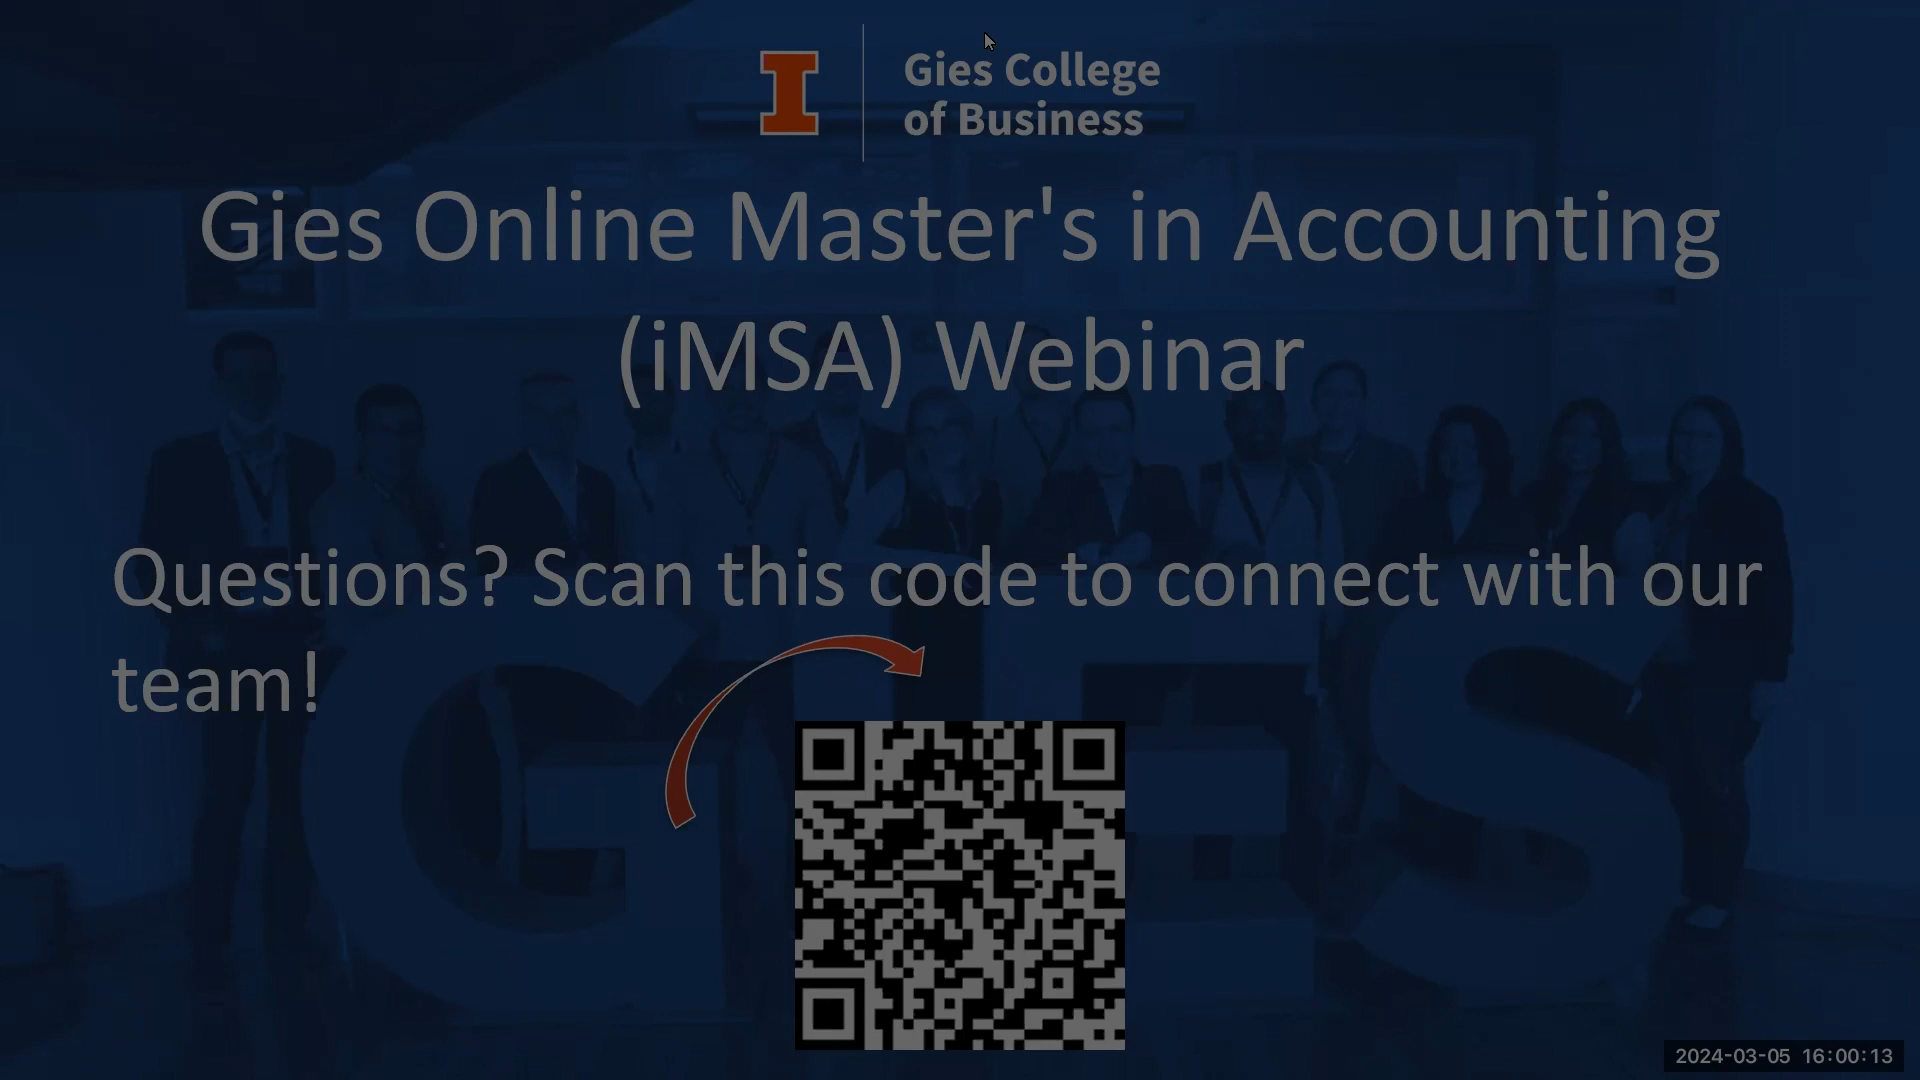 I
Gies College
of Business
Gies Online Master's in Accounting
(iMSA) Webinar
Questions? Scan this code to connect with our
team!
GIES
2024-03-05 16:00:13